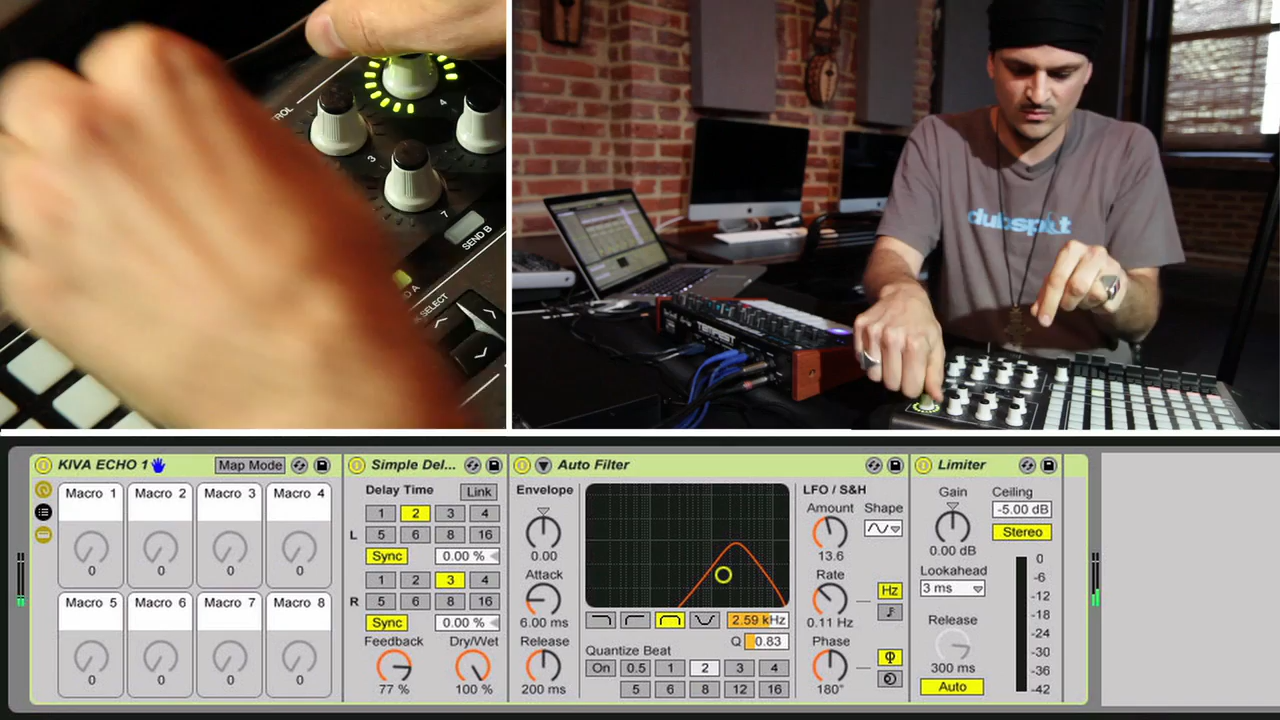 4
3
7
SEND B
SELECT
dubspot
TEMPEST
KIVA ECHO 1
Map Mode
Macro 1 Macro 2 Macro 3 Macro 4
0 0 0 0
Macro 5 Macro 6 Macro 7 Macro 8
0 0 0 0
Simple Del...
Delay Time Link
1 2 3 4
L 5 6 8 16
Sync 0.00 %
1 2 3 4
R 5 6 8 16
Sync 0.00 %
Feedback Dry/Wet
77 % 100 %
Auto Filter
Envelope
0.00
Attack
6.00 ms
Release
200 ms
2.59 kHz
Q 0.83
Quantize Beat
On 0.5 1 2 3 4
5 6 8 12 16
LFO / S&H
Amount Shape
13.6
Rate Hz
0.11 Hz
Phase
180°
Limiter
Gain Ceiling
-5.00 dB
Stereo
0.00 dB
Lookahead
3 ms
Release
300 ms
Auto
0
-6
-12
-18
-24
-30
-36
-42